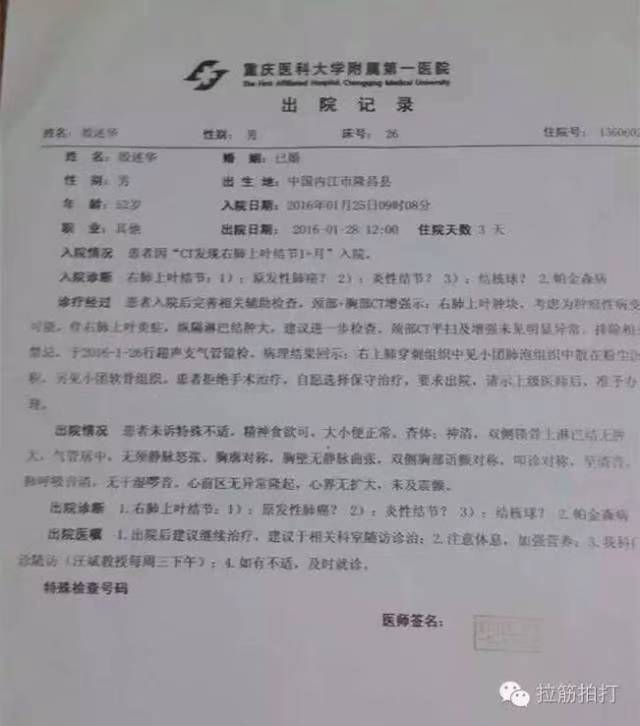 重庆医科大学附属第一医院
The First Affiliated Hospital, Chongqing Medical University
出 院 记 录
姓名: 殷述华 性别: 男 床号: 26 住院号: 1360602
姓 名: 殷述华 婚 姻: 已婚
性 别: 男 出 生 地: 中国内江市隆昌县
年 龄: 52岁 入院日期: 2016年01月25日09时08分
职 业: 其他 出院日期: 2016-01-28 12:00 住院天数 3 天
入院情况 患者因“CT发现右肺上叶结节1+月”入院。
入院诊断 1.右肺上叶结节: 1): 原发性肺癌? 2): 炎性结节? 3): 结核球? 2.帕金森病
诊疗经过 患者入院后完善相关辅助检查, 颈部+胸部CT增强示: 右肺上叶肿块, 考虑为肿瘤性病变
可能, 伴右肺上叶炎症, 纵隔淋巴结肿大, 建议进一步检查, 颈部CT平扫及增强未见明显异常, 排除相关
禁忌, 于2016-1-26行超声支气管镜检, 病理结果回示: 右上肺穿刺组织中见小团肺泡组织中散在粉尘沉
积, 另见小团软骨组织。患者拒绝手术治疗, 自愿选择保守治疗, 要求出院, 请示上级医师后, 准予办
理。
出院情况 患者未诉特殊不适, 精神食欲可, 大小便正常。查体: 神清, 双侧锁骨上淋巴结无肿
大, 气管居中, 无颈静脉怒张, 胸廓对称, 胸壁无静脉曲张, 双侧胸部语颤对称, 叩诊对称, 呈清音,
肺呼吸音清, 无干湿啰音。心前区无异常隆起, 心界无扩大, 未及震颤。
出院诊断 1.右肺上叶结节: 1): 原发性肺癌? 2): 炎性结节? 3): 结核球? 2.帕金森病
出院医嘱 1.出院后建议继续治疗, 建议于相关科室随访诊治; 2.注意休息, 加强营养; 3.我科门
诊随访 (汪斌教授每周三下午); 4.如有不适, 及时就诊。
特殊检查号码
医师签名:
拉筋拍打